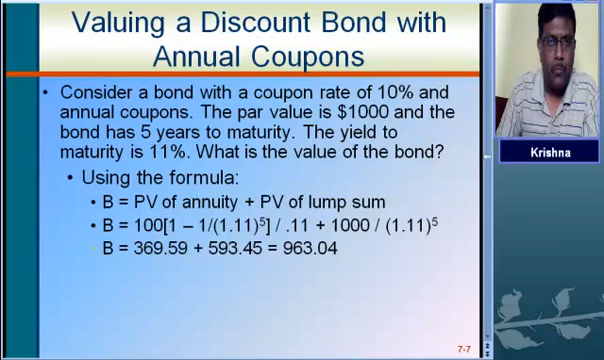 Valuing a Discount Bond with
Annual Coupons
• Consider a bond with a coupon rate of 10% and
annual coupons. The par value is $1000 and the
bond has 5 years to maturity. The yield to
maturity is 11%. What is the value of the bond?
• Using the formula:
• B = PV of annuity + PV of lump sum
• B = 100[1 – 1/(1.11)⁵] / .11 + 1000 / (1.11)⁵
• B = 369.59 + 593.45 = 963.04
7-7
Krishna